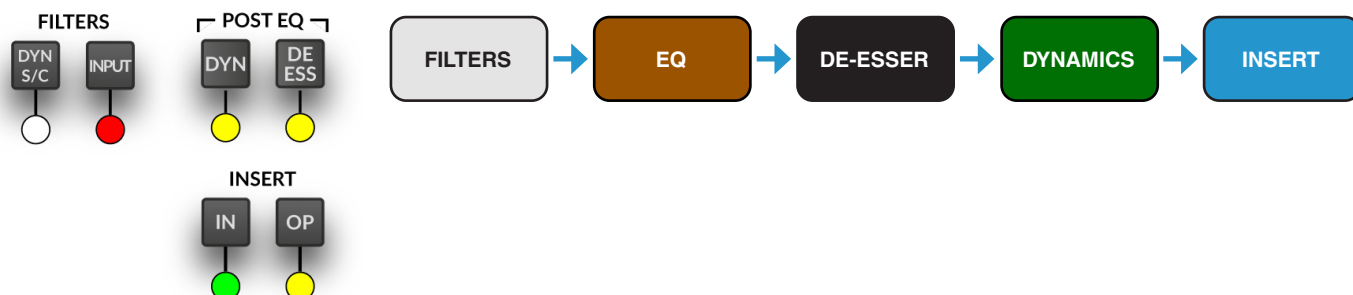 FILTERS
DYN
S/C
INPUT
POST EQ
DYN
DE
ESS
INSERT
IN
OP
FILTERS
EQ
DE-ESSER
DYNAMICS
INSERT